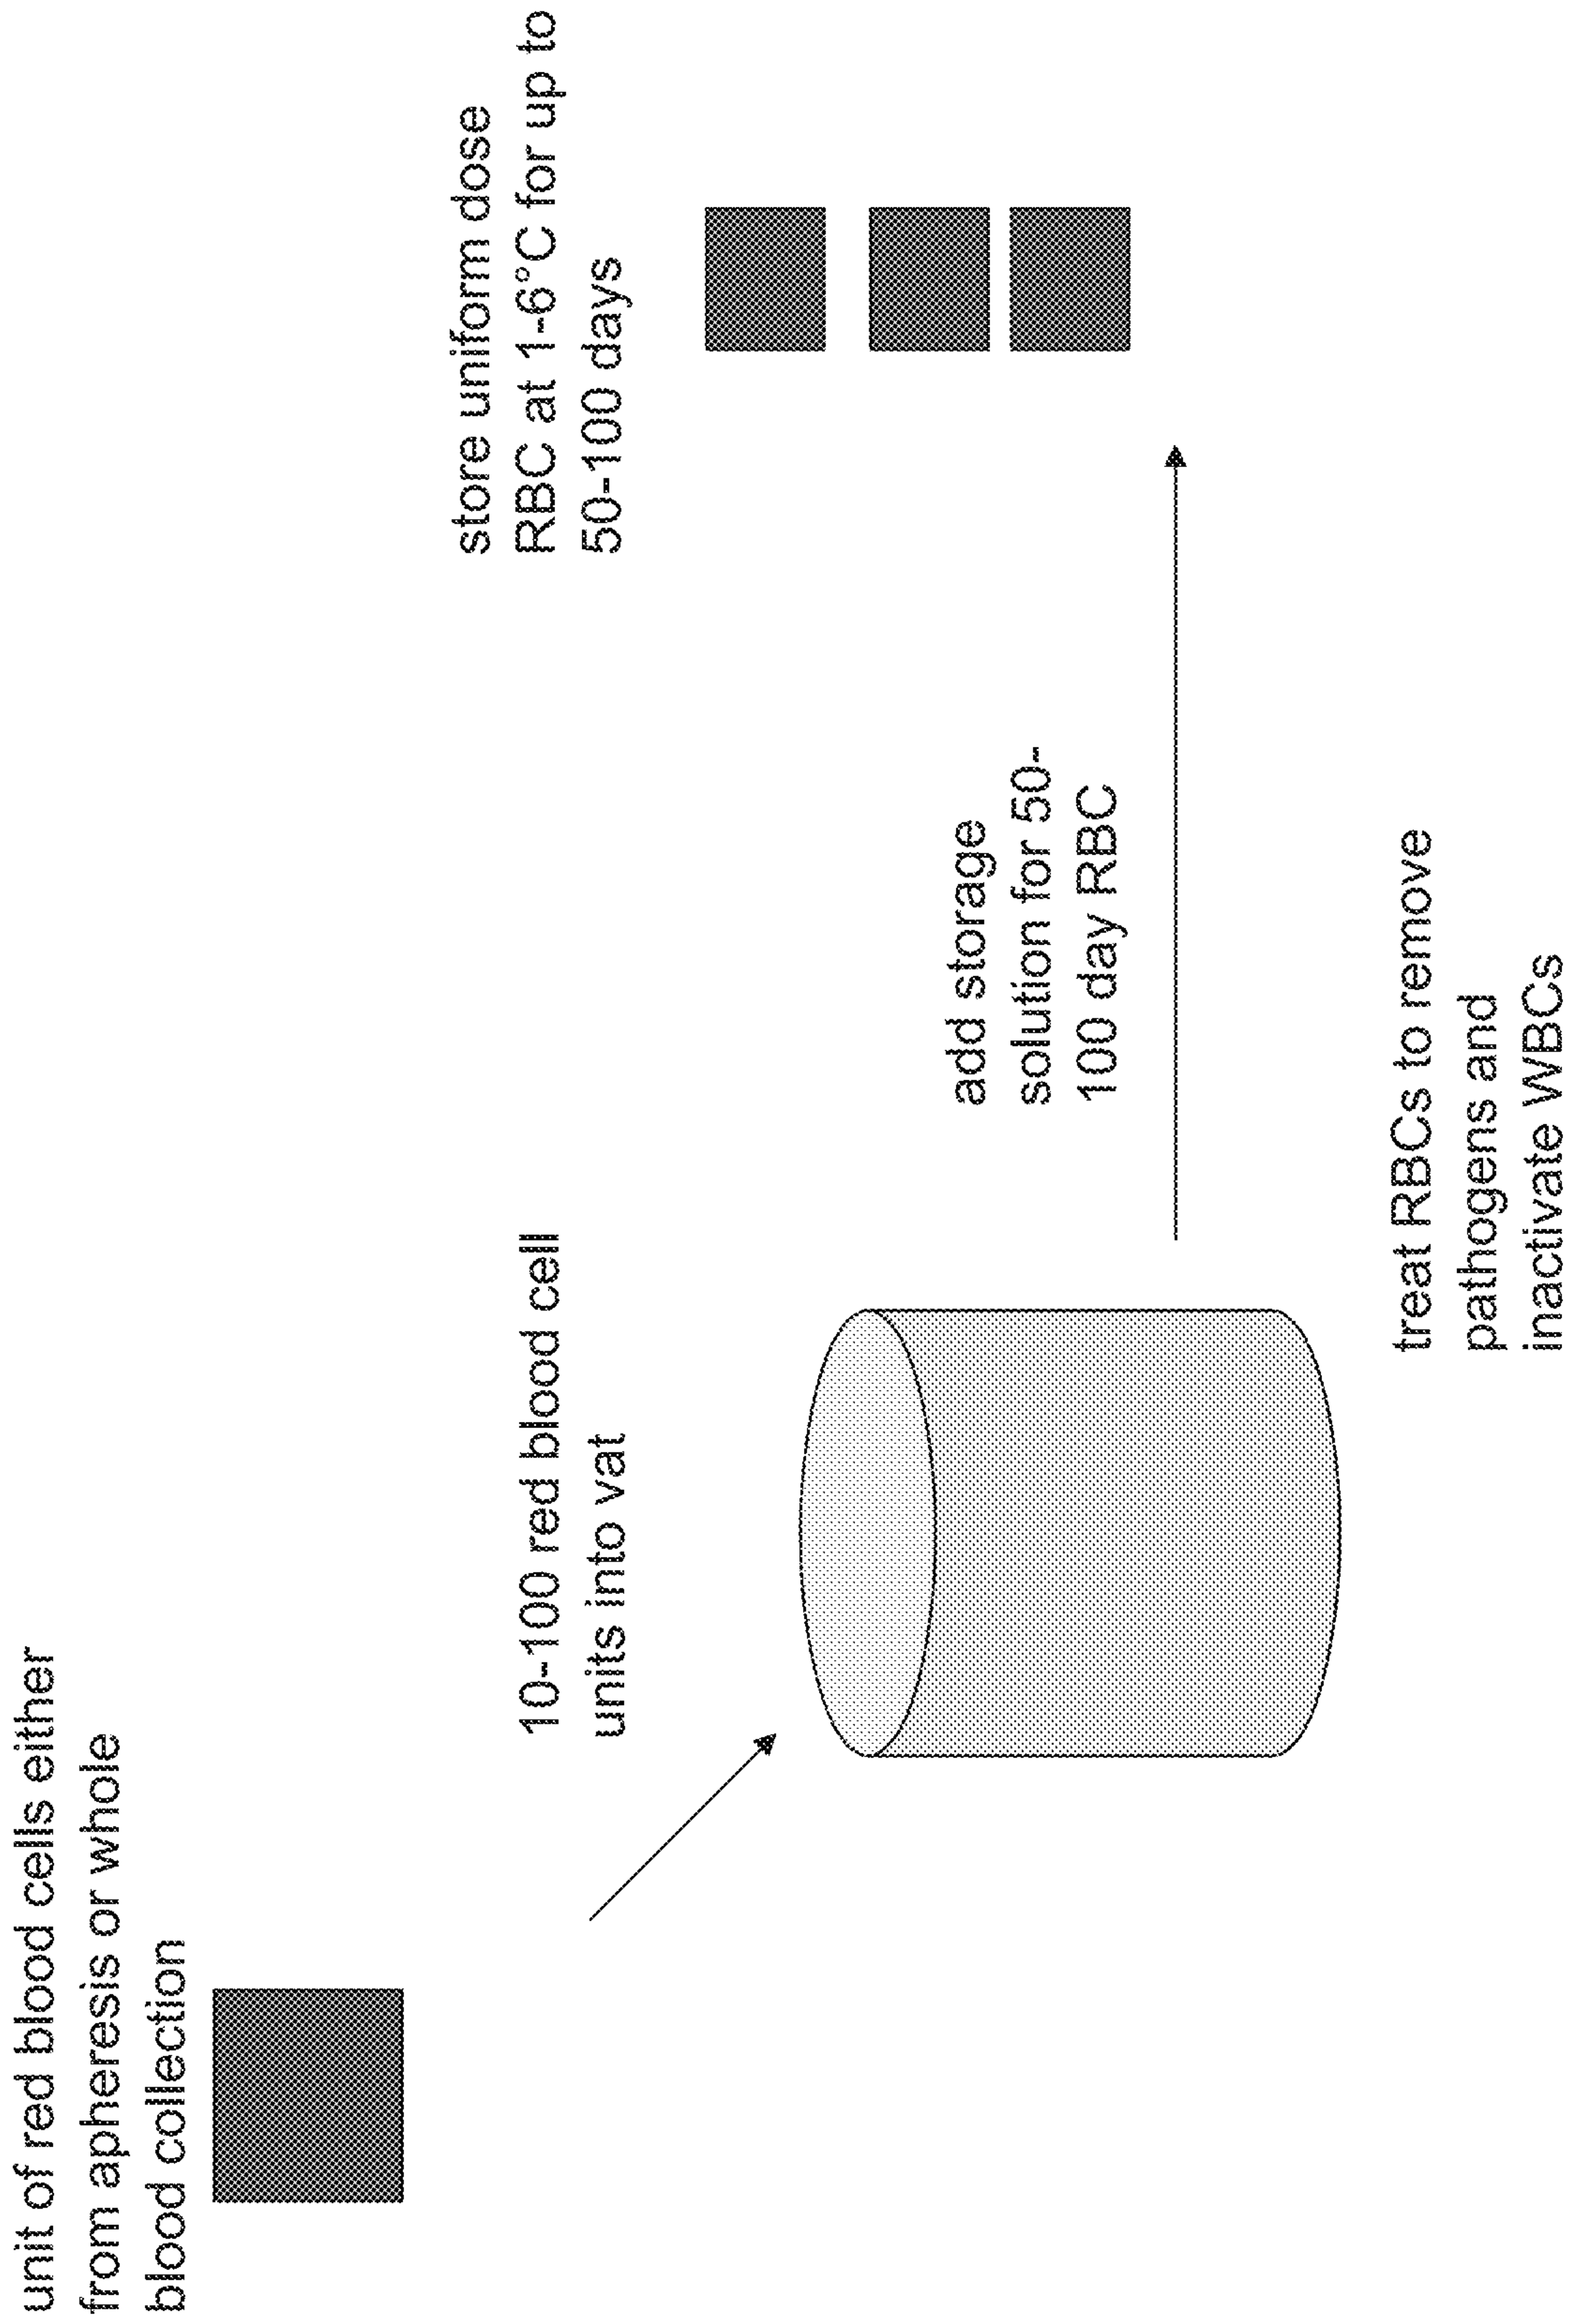 unit of red blood cells either
from apheresis or whole
blood collection
10-100 red blood cell
units into vat
treat RBCs to remove
pathogens and
inactivate WBCs
add storage
solution for 50-
100 day RBC
store uniform dose
RBC at 1-6°C for up to
50-100 days